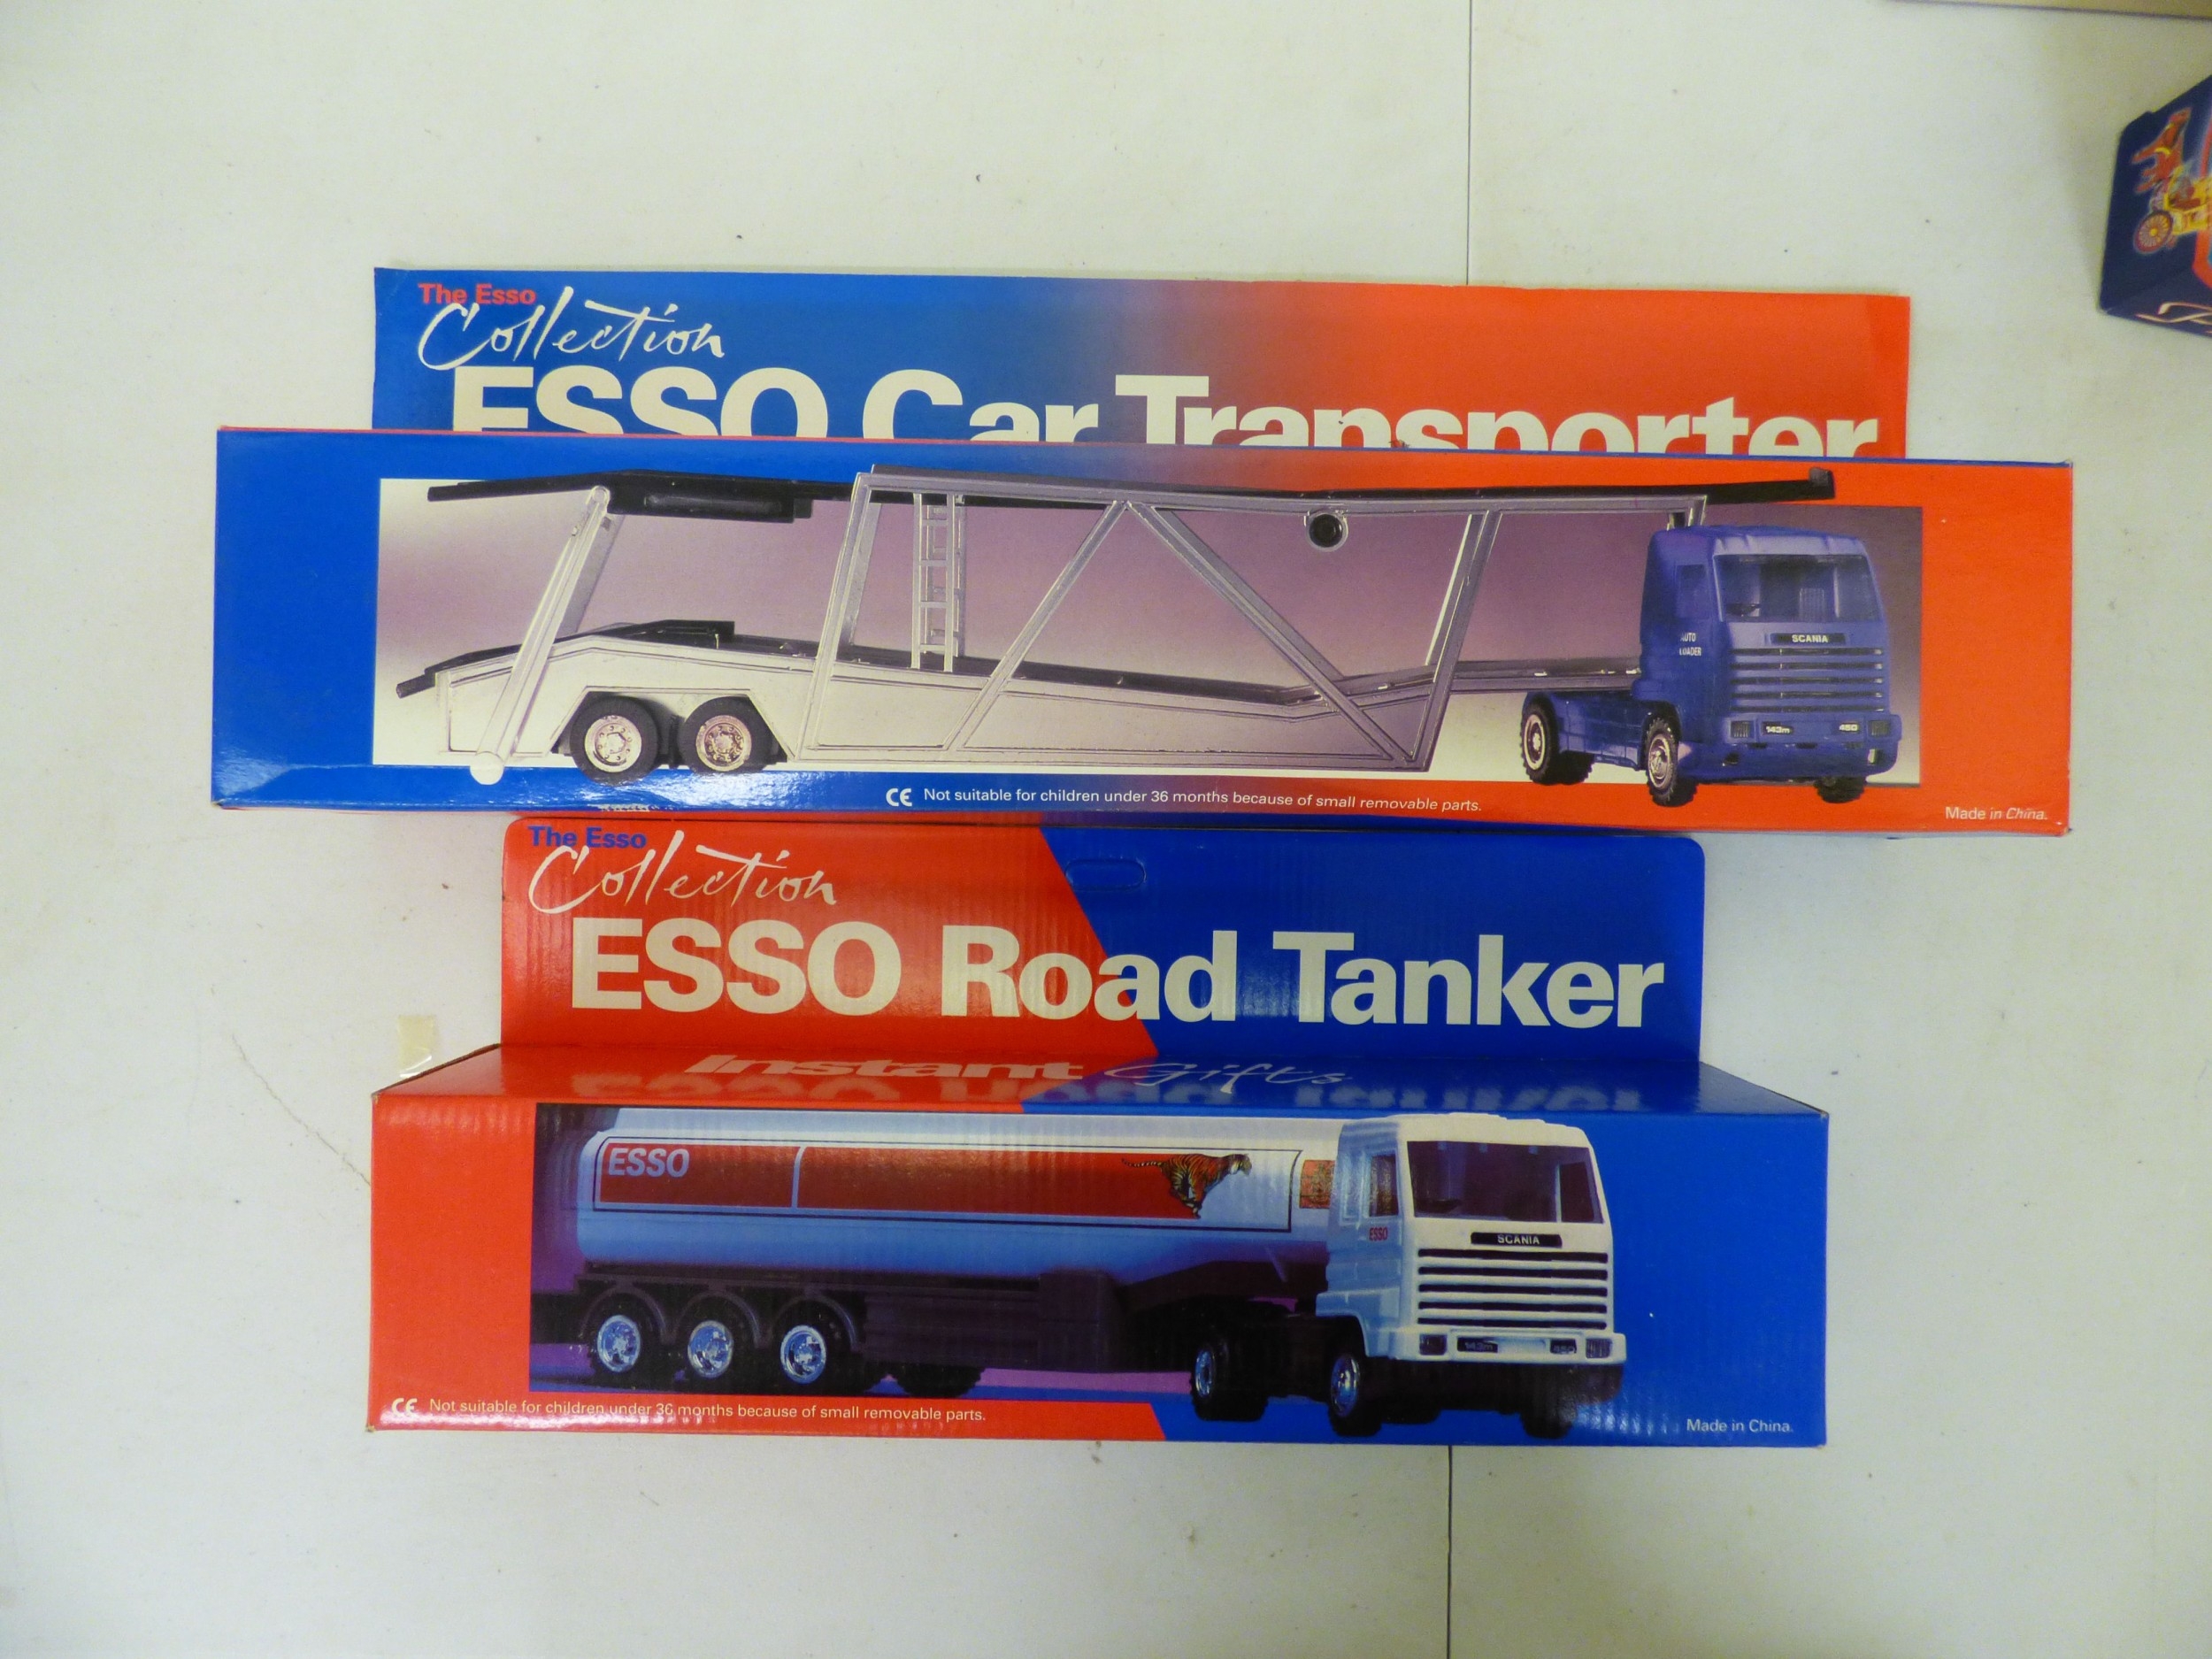 The Esso
Collection
ESSO Car Transporter
AUTO
LOADER
SCANIA
143m
450
CE Not suitable for children under 36 months because of small removable parts.
Made in China.
The Esso
Collection
ESSO Road Tanker
Instant Gifts
ESSO
ESSO
SCANIA
143m
450
CE Not suitable for children under 36 months because of small removable parts.
Made in China.